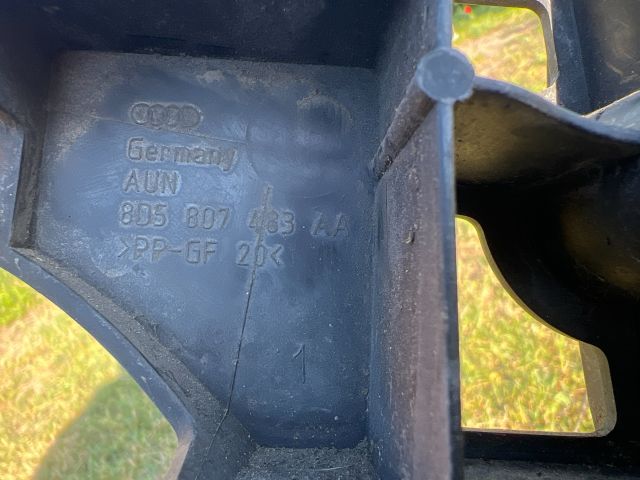 Germany
AUN
8D5 807 483 AA
>PP-GF 20<
1